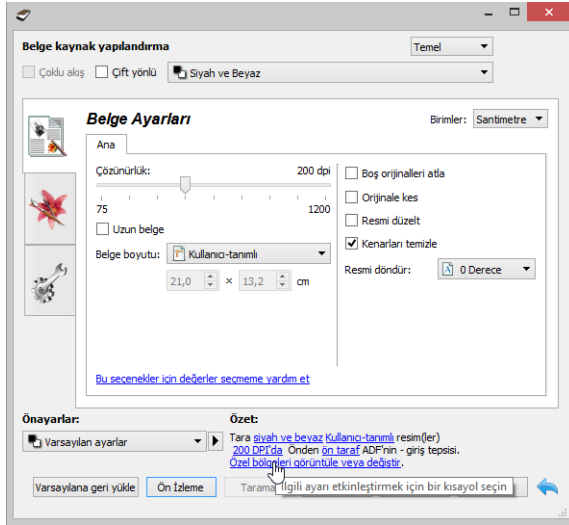 Belge kaynak yapılandırma
Temel
Çoklu akış
Çift yönlü
Siyah ve Beyaz
Belge Ayarları
Birimler:
Santimetre
Ana
Çözünürlük:
200 dpi
75
1200
Uzun belge
Belge boyutu:
Kullanıcı-tanımlı
21,0 × 13,2 cm
Boş orijinalleri atla
Orijinale kes
Resmi düzelt
Kenarları temizle
Resmi döndür:
0 Derece
Bu seçenekler için değerler seçmeme yardım et
Önayarlar:
Varsayılan ayarlar
Özet:
Tara siyah ve beyaz Kullanıcı-tanımlı resim(ler)
200 DPI'da Önden ön taraf ADF'nin - giriş tepsisi.
Özel bölgeleri görüntüle veya değiştir.
Varsayılana geri yükle
Ön İzleme
Tarama
İlgili ayarı etkinleştirmek için bir kısayol seçin